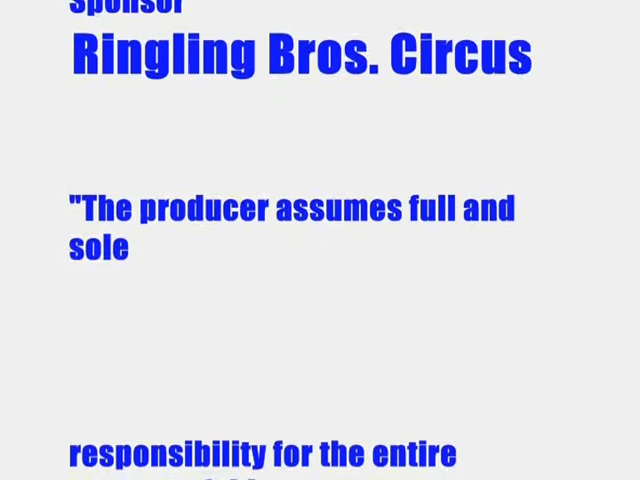 Sponsor
Ringling Bros. Circus
"The producer assumes full and
sole
responsibility for the entire